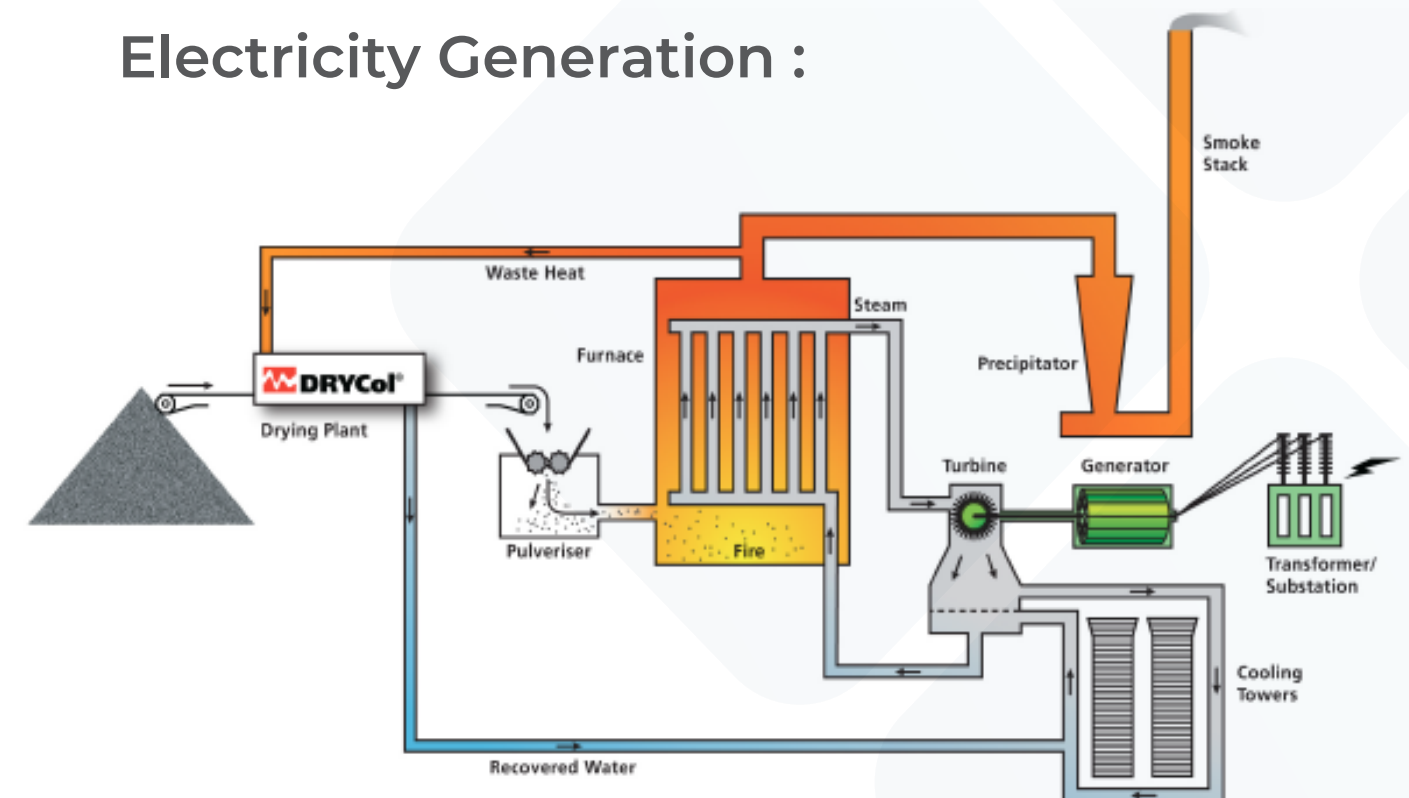 Electricity Generation :
Smoke
Stack
Waste Heat
Steam
Furnace
Precipitator
DRYCol®
Drying Plant
Turbine
Generator
Pulveriser
Fire
Transformer/
Substation
Cooling
Towers
Recovered Water